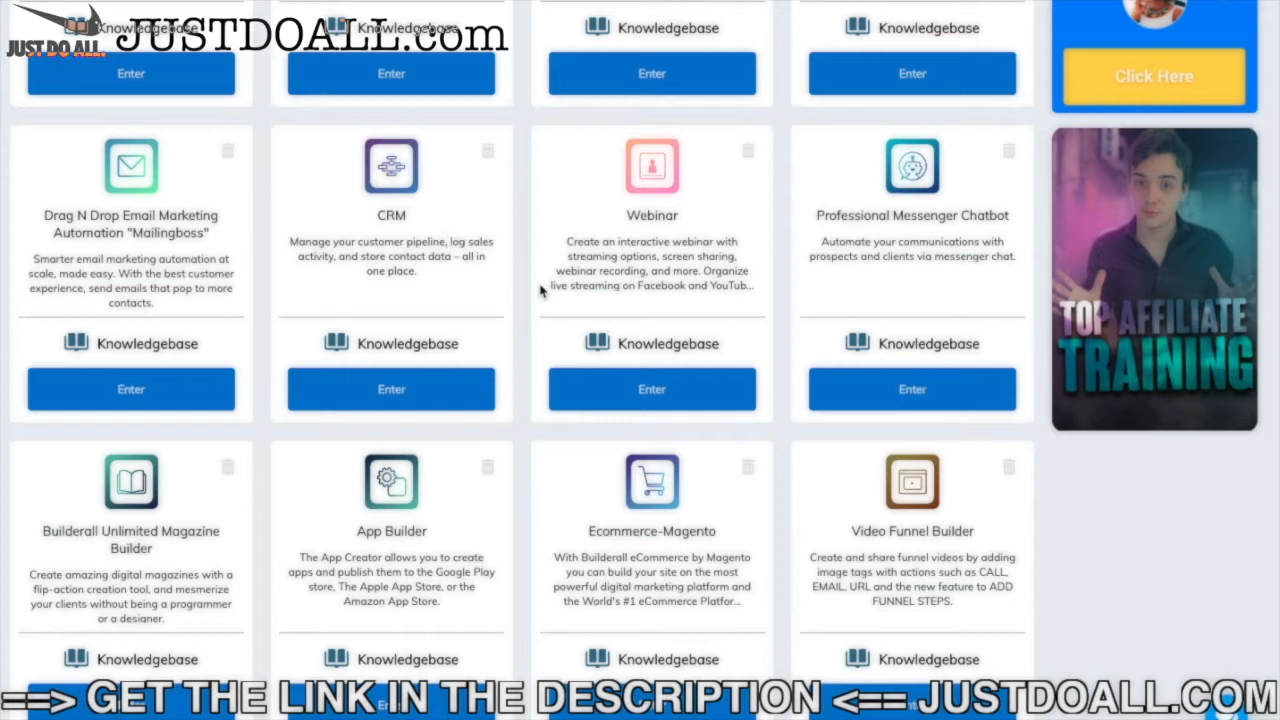 JUST DO ALL.
JUSTDOALL.com
Knowledgebase
Knowledgebase
Knowledgebase
Knowledgebase
Enter
Enter
Enter
Enter
Click Here
Drag N Drop Email Marketing
Automation "Mailingboss"
Smarter email marketing automation at
scale, made easy. With the best customer
experience, send emails that pop to more
contacts.
Knowledgebase
Enter
CRM
Manage your customer pipeline, log sales
activity, and store contact data – all in
one place.
Knowledgebase
Enter
Webinar
Create an interactive webinar with
streaming options, screen sharing,
webinar recording, and more. Organize
live streaming on Facebook and YouTub...
Knowledgebase
Enter
Professional Messenger Chatbot
Automate your communications with
prospects and clients via messenger chat.
Knowledgebase
Enter
TOP AFFILIATE
TRAINING
Builderall Unlimited Magazine
Builder
Create amazing digital magazines with a
flip-action creation tool, and mesmerize
your clients without being a programmer
or a designer.
Knowledgebase
App Builder
The App Creator allows you to create
apps and publish them to the Google Play
store, The Apple App Store, or the
Amazon App Store.
Knowledgebase
Ecommerce-Magento
With Builderall eCommerce by Magento
you can build your site on the most
powerful digital marketing platform and
the World's #1 eCommerce Platfor...
Knowledgebase
Video Funnel Builder
Create and share funnel videos by adding
image tags with actions such as CALL,
EMAIL, URL and the new feature to ADD
FUNNEL STEPS.
Knowledgebase
==> GET THE LINK IN THE DESCRIPTION <== JUSTDOALL.COM